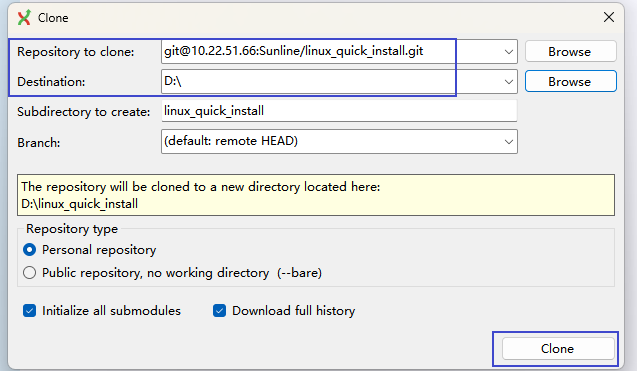 Clone
Repository to clone: git@10.22.51.66:Sunline/linux_quick_install.git Browse
Destination: D:\ Browse
Subdirectory to create: linux_quick_install
Branch: (default: remote HEAD)
The repository will be cloned to a new directory located here:
D:\linux_quick_install
Repository type
Personal repository
Public repository, no working directory (--bare)
Initialize all submodules Download full history
Clone